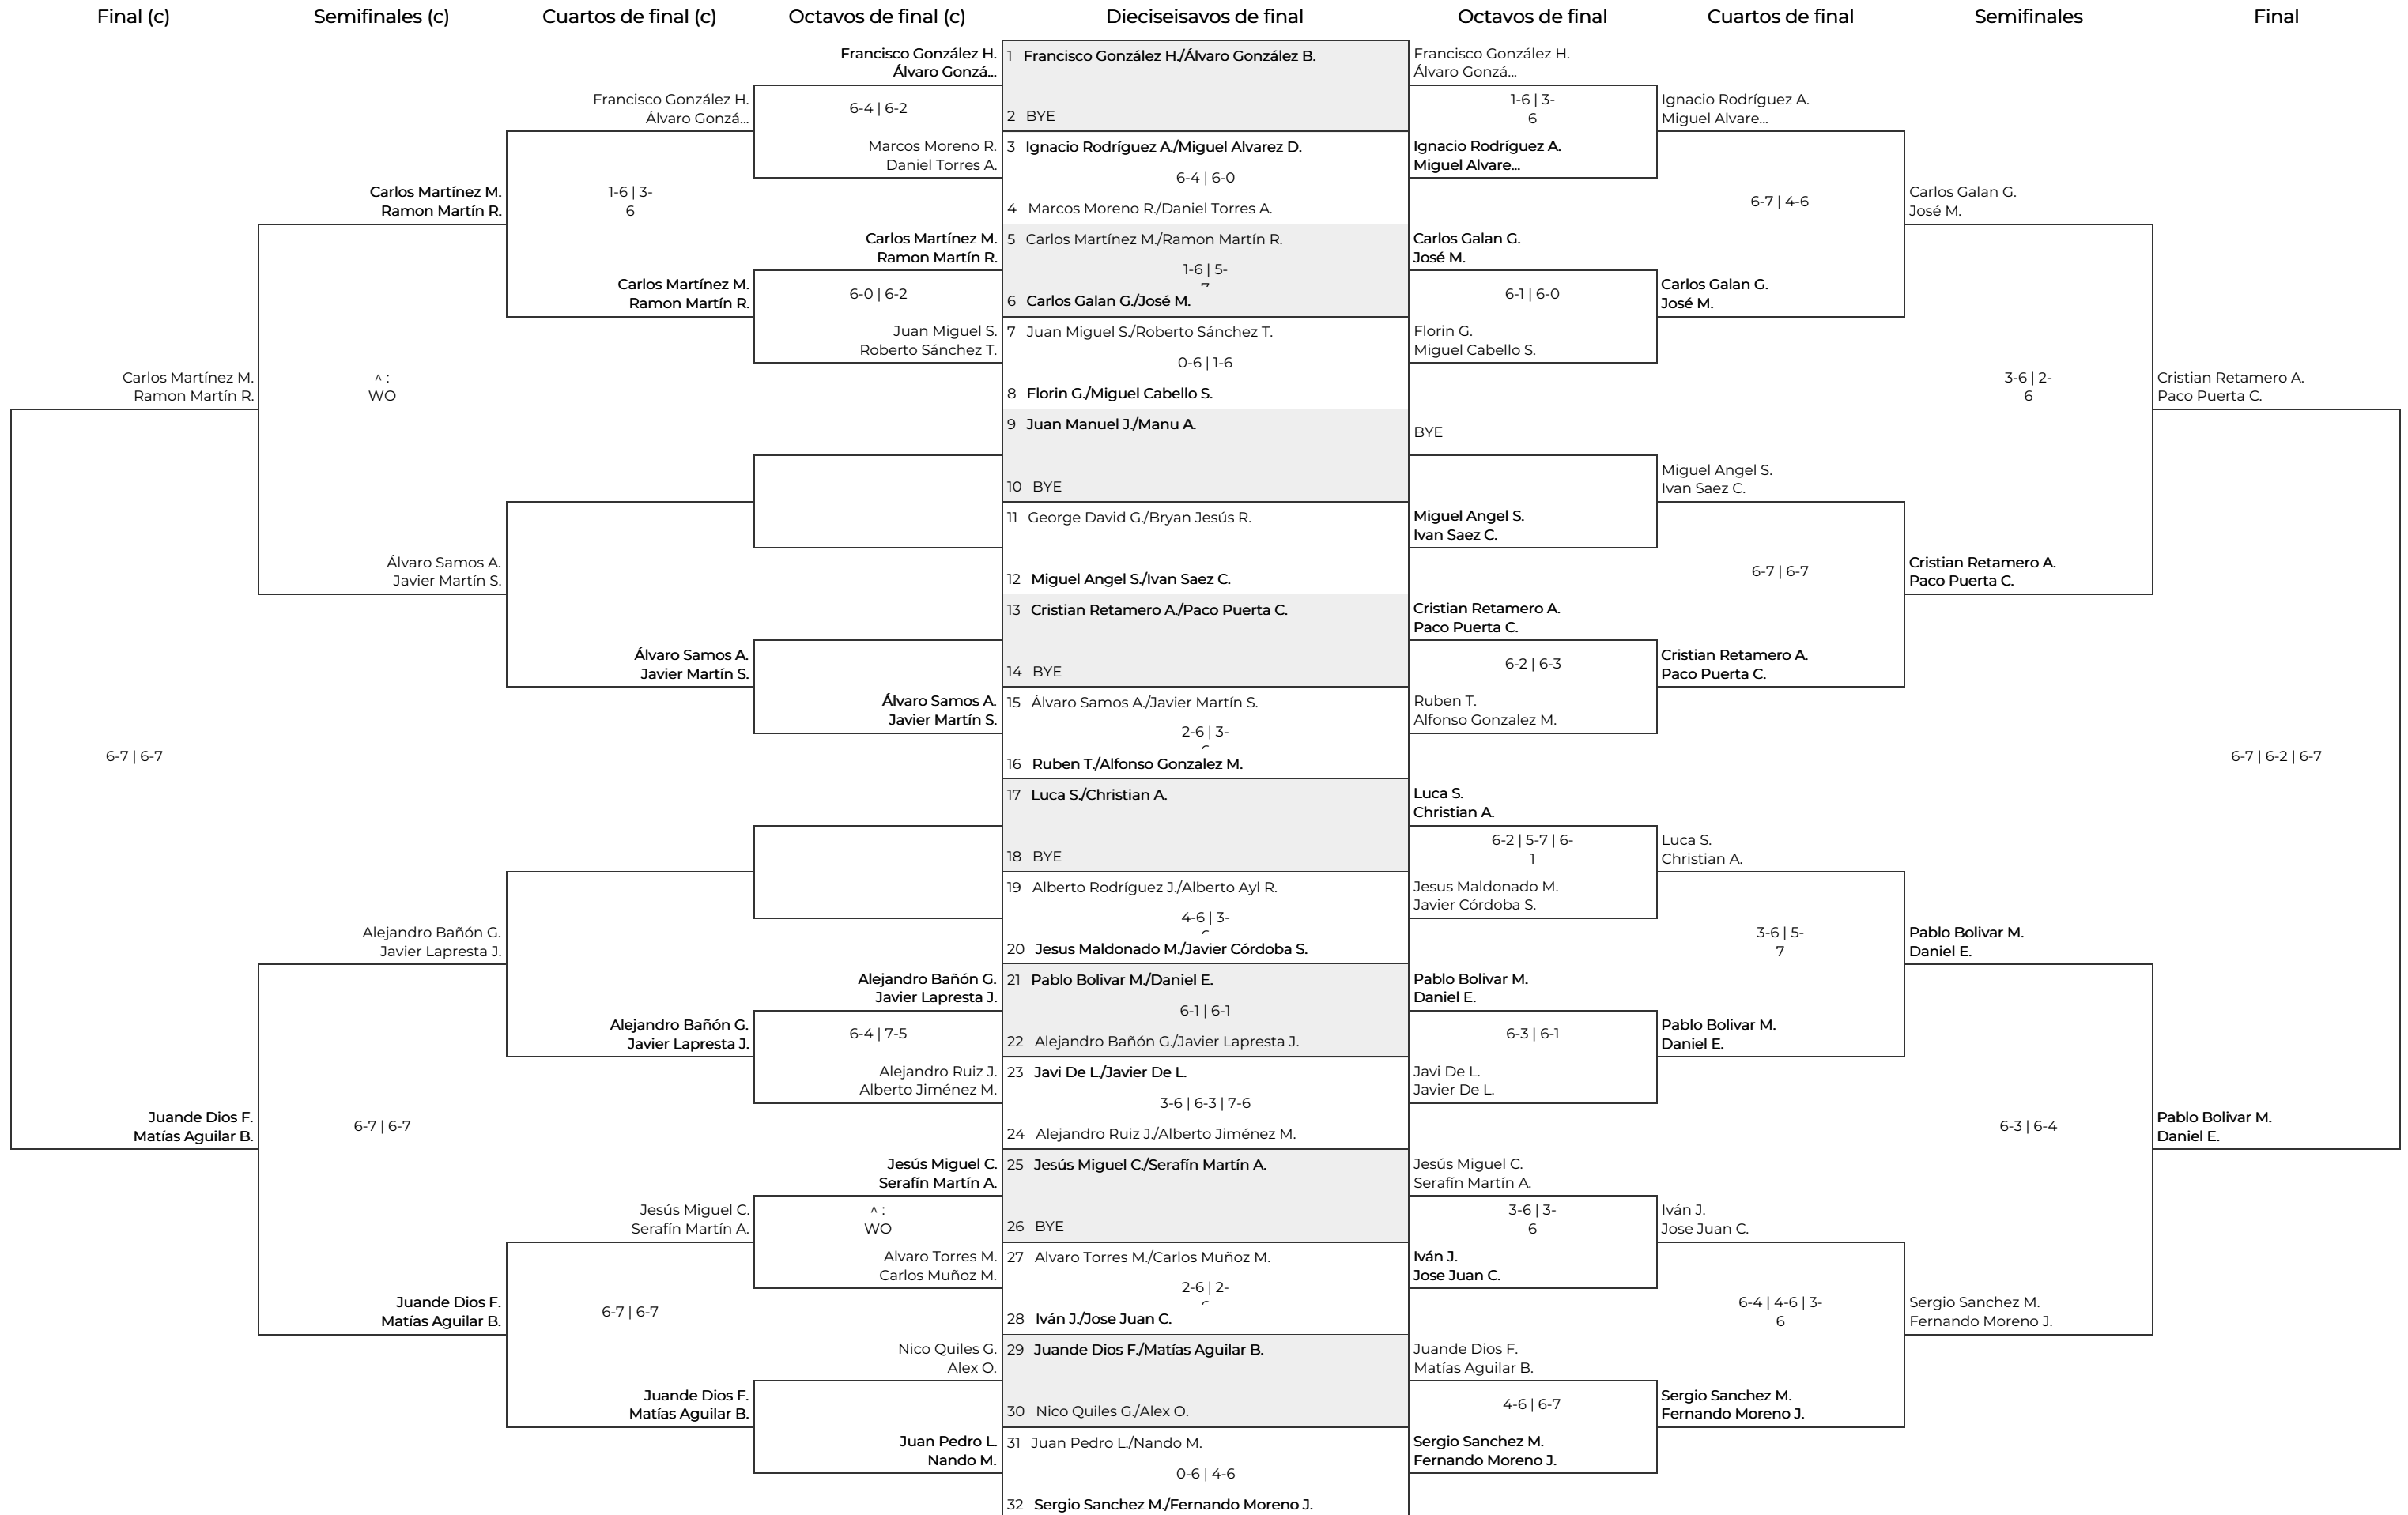 Final (c)
Semifinales (c)
Cuartos de final (c)
Octavos de final (c)
Dieciseisavos de final
Octavos de final
Cuartos de final
Semifinales
Final
Carlos Martínez M.
Ramon Martín R.
6-7 | 6-7
Juande Dios F.
Matías Aguilar B.
Carlos Martínez M.
Ramon Martín R.
^ :
WO
Álvaro Samos A.
Javier Martín S.
Alejandro Bañón G.
Javier Lapresta J.
6-7 | 6-7
Juande Dios F.
Matías Aguilar B.
Francisco González H.
Álvaro Gonzá...
1-6 | 3-
6
Carlos Martínez M.
Ramon Martín R.
Álvaro Samos A.
Javier Martín S.
Alejandro Bañón G.
Javier Lapresta J.
Jesús Miguel C.
Serafín Martín A.
6-7 | 6-7
Juande Dios F.
Matías Aguilar B.
Francisco González H.
Álvaro Gonzá...
6-4 | 6-2
Marcos Moreno R.
Daniel Torres A.
Carlos Martínez M.
Ramon Martín R.
6-0 | 6-2
Juan Miguel S.
Roberto Sánchez T.
Álvaro Samos A.
Javier Martín S.
Alejandro Bañón G.
Javier Lapresta J.
6-4 | 7-5
Alejandro Ruiz J.
Alberto Jiménez M.
Jesús Miguel C.
Serafín Martín A.
^ :
WO
Alvaro Torres M.
Carlos Muñoz M.
Nico Quiles G.
Alex O.
Juan Pedro L.
Nando M.
1 Francisco González H./Álvaro González B.
2 BYE
3 Ignacio Rodríguez A./Miguel Alvarez D.
6-4 | 6-0
4 Marcos Moreno R./Daniel Torres A.
5 Carlos Martínez M./Ramon Martín R.
1-6 | 5-
6 Carlos Galan G./José M.
7 Juan Miguel S./Roberto Sánchez T.
0-6 | 1-6
8 Florin G./Miguel Cabello S.
9 Juan Manuel J./Manu A.
10 BYE
11 George David G./Bryan Jesús R.
12 Miguel Angel S./Ivan Saez C.
13 Cristian Retamero A./Paco Puerta C.
14 BYE
15 Álvaro Samos A./Javier Martín S.
2-6 | 3-
16 Ruben T./Alfonso Gonzalez M.
17 Luca S./Christian A.
18 BYE
19 Alberto Rodríguez J./Alberto Ayl R.
4-6 | 3-
20 Jesus Maldonado M./Javier Córdoba S.
21 Pablo Bolivar M./Daniel E.
6-1 | 6-1
22 Alejandro Bañón G./Javier Lapresta J.
23 Javi De L./Javier De L.
3-6 | 6-3 | 7-6
24 Alejandro Ruiz J./Alberto Jiménez M.
25 Jesús Miguel C./Serafín Martín A.
26 BYE
27 Alvaro Torres M./Carlos Muñoz M.
2-6 | 2-
28 Iván J./Jose Juan C.
29 Juande Dios F./Matías Aguilar B.
30 Nico Quiles G./Alex O.
31 Juan Pedro L./Nando M.
0-6 | 4-6
32 Sergio Sanchez M./Fernando Moreno J.
Francisco González H.
Álvaro Gonzá...
1-6 | 3-
6
Ignacio Rodríguez A.
Miguel Alvare...
Carlos Galan G.
José M.
6-1 | 6-0
Florin G.
Miguel Cabello S.
BYE
Miguel Angel S.
Ivan Saez C.
Cristian Retamero A.
Paco Puerta C.
6-2 | 6-3
Ruben T.
Alfonso Gonzalez M.
Luca S.
Christian A.
6-2 | 5-7 | 6-
1
Jesus Maldonado M.
Javier Córdoba S.
Pablo Bolivar M.
Daniel E.
6-3 | 6-1
Javi De L.
Javier De L.
Jesús Miguel C.
Serafín Martín A.
3-6 | 3-
6
Iván J.
Jose Juan C.
Juande Dios F.
Matías Aguilar B.
4-6 | 6-7
Sergio Sanchez M.
Fernando Moreno J.
Ignacio Rodríguez A.
Miguel Alvare...
6-7 | 4-6
Carlos Galan G.
José M.
Miguel Angel S.
Ivan Saez C.
6-7 | 6-7
Cristian Retamero A.
Paco Puerta C.
Luca S.
Christian A.
3-6 | 5-
7
Pablo Bolivar M.
Daniel E.
Iván J.
Jose Juan C.
6-4 | 4-6 | 3-
6
Sergio Sanchez M.
Fernando Moreno J.
Carlos Galan G.
José M.
3-6 | 2-
6
Cristian Retamero A.
Paco Puerta C.
Pablo Bolivar M.
Daniel E.
6-3 | 6-4
Sergio Sanchez M.
Fernando Moreno J.
Cristian Retamero A.
Paco Puerta C.
6-7 | 6-2 | 6-7
Pablo Bolivar M.
Daniel E.